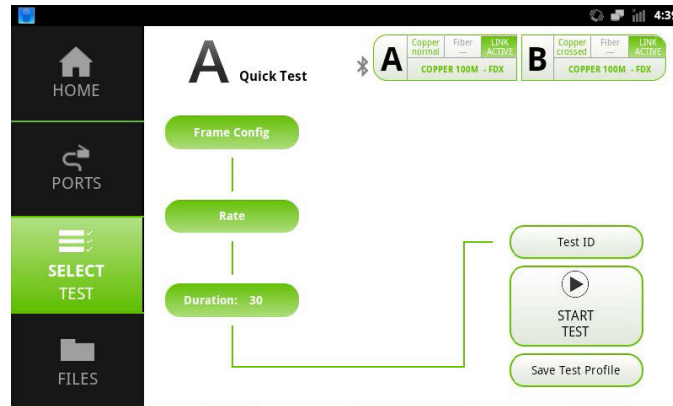 4:39
HOME
PORTS
SELECT
TEST
FILES
A Quick Test
A
Copper
normal
Fiber
—
LINK
ACTIVE
COPPER 100M - FDX
B
Copper
crossed
Fiber
—
LINK
ACTIVE
COPPER 100M - FDX
Frame Config
Rate
Duration: 30
Test ID
START
TEST
Save Test Profile